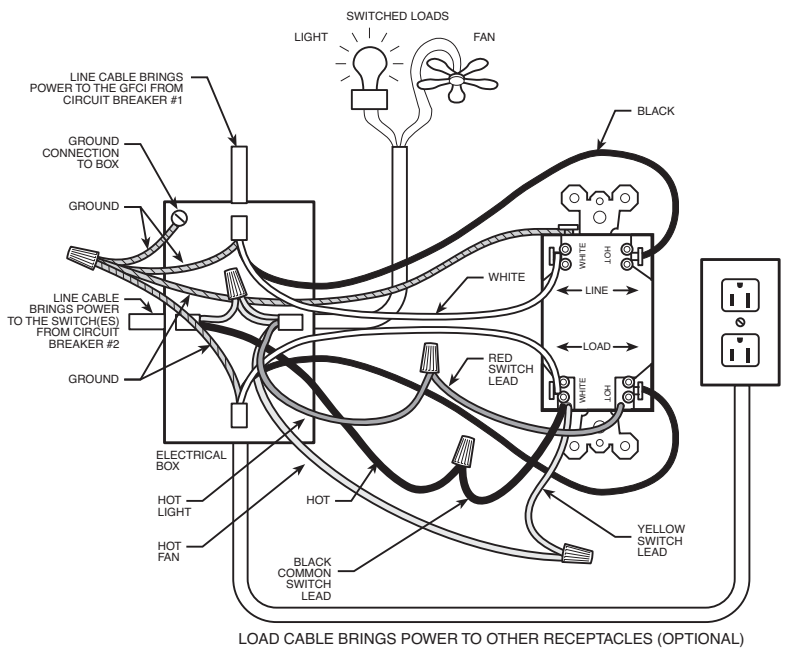 SWITCHED LOADS
LIGHT
FAN
LINE CABLE BRINGS
POWER TO THE GFCI FROM
CIRCUIT BREAKER #1
BLACK
GROUND
CONNECTION
TO BOX
GROUND
WHITE
HOT
WHITE
LINE
LINE CABLE
BRINGS POWER
TO THE SWITCH(ES)
FROM CIRCUIT
BREAKER #2
LOAD
RED
SWITCH
LEAD
GROUND
WHITE
HOT
ELECTRICAL
BOX
HOT
LIGHT
HOT
HOT
FAN
YELLOW
SWITCH
LEAD
BLACK
COMMON
SWITCH
LEAD
LOAD CABLE BRINGS POWER TO OTHER RECEPTACLES (OPTIONAL)